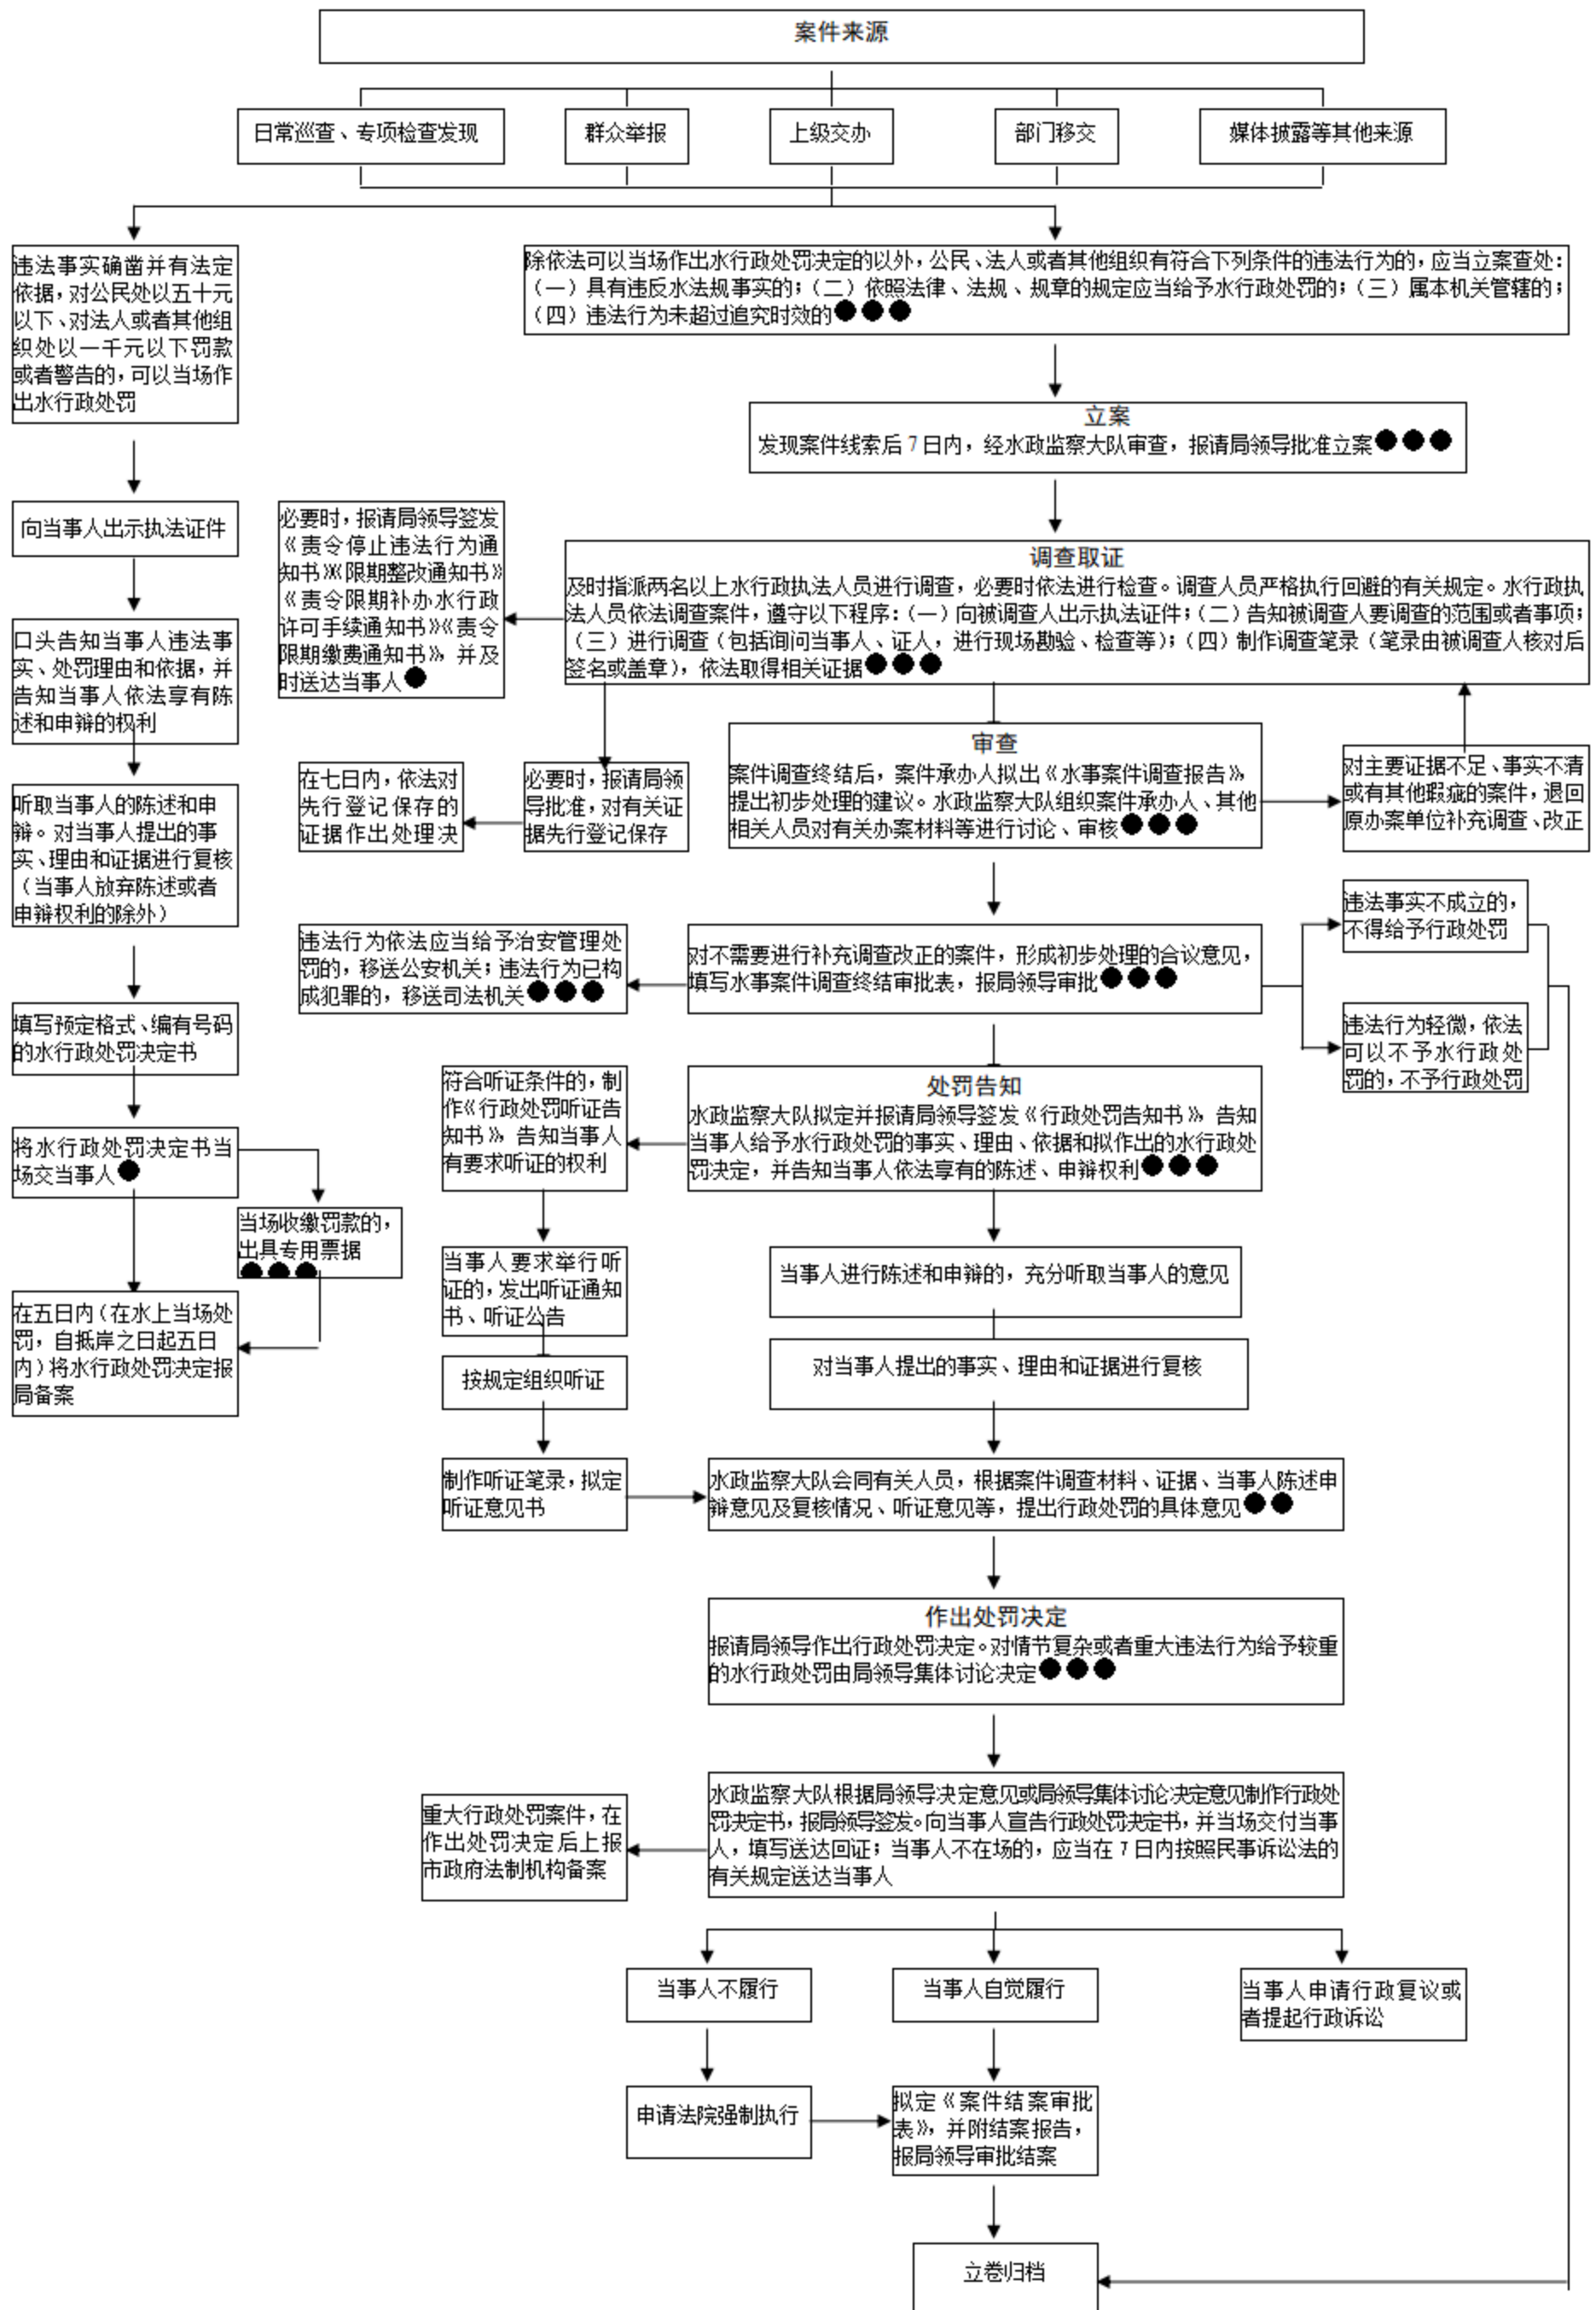 案件来源
日常巡查、专项检查发现
群众举报
上级交办
部门移交
媒体披露等其他来源
违法事实确凿并有法定
依据，对公民处以五十元
以下、对法人或者其他组
织处以一千元以下罚款
或者警告的，可以当场作
出水行政处罚
向当事人出示执法证件
口头告知当事人违法事
实、处罚理由和依据，并
告知当事人依法享有陈
述和申辩的权利
听取当事人的陈述和申
辩。对当事人提出的事
实、理由和证据进行复核
（当事人放弃陈述或者
申辩权利的除外）
填写预定格式、编有号码
的水行政处罚决定书
将水行政处罚决定书当
场交当事人●
当场收缴罚款的，
出具专用票据
●●●
在五日内（在水上当场处
罚，自抵岸之日起五日
内）将水行政处罚决定报
局备案
除依法可以当场作出水行政处罚决定的以外，公民、法人或者其他组织有符合下列条件的违法行为的，应当立案查处：
（一）具有违反水法规事实的；（二）依照法律、法规、规章的规定应当给予水行政处罚的；（三）属本机关管辖的；
（四）违法行为未超过追究时效的●●●
立案
发现案件线索后7日内，经水政监察大队审查，报请局领导批准立案●●●
调查取证
及时指派两名以上水行政执法人员进行调查，必要时依法进行检查。调查人员严格执行回避的有关规定。水行政执
法人员依法调查案件，遵守以下程序：（一）向被调查人出示执法证件；（二）告知被调查人要调查的范围或者事项；
（三）进行调查（包括询问当事人、证人，进行现场勘验、检查等）；（四）制作调查笔录（笔录由被调查人核对后
签名或盖章），依法取得相关证据●●●
必要时，报请局领导签发
《责令停止违法行为通
知书》《限期整改通知书》
《责令限期补办水行政
许可手续通知书》《责令
限期缴费通知书》，并及
时送达当事人●
必要时，报请局领
导批准，对有关证
据先行登记保存
在七日内，依法对
先行登记保存的
证据作出处理决
审查
案件调查终结后，案件承办人拟出《水事案件调查报告》，
提出初步处理的建议。水政监察大队组织案件承办人、其他
相关人员对有关办案材料等进行讨论、审核●●●
对主要证据不足、事实不清
或有其他瑕疵的案件，退回
原办案单位补充调查、改正
对不需要进行补充调查改正的案件，形成初步处理的合议意见，
填写水事案件调查终结审批表，报局领导审批●●●
违法行为依法应当给予治安管理处
罚的，移送公安机关；违法行为已构
成犯罪的，移送司法机关●●●
违法事实不成立的，
不得给予行政处罚
违法行为轻微，依法
可以不予水行政处
罚的，不予行政处罚
处罚告知
水政监察大队拟定并报请局领导签发《行政处罚告知书》，告知
当事人给予水行政处罚的事实、理由、依据和拟作出的水行政处
罚决定，并告知当事人依法享有的陈述、申辩权利●●●
符合听证条件的，制
作《行政处罚听证告
知书》，告知当事人
有要求听证的权利
当事人要求举行听
证的，发出听证通知
书、听证公告
按规定组织听证
制作听证笔录，拟定
听证意见书
当事人进行陈述和申辩的，充分听取当事人的意见
对当事人提出的事实、理由和证据进行复核
水政监察大队会同有关人员，根据案件调查材料、证据、当事人陈述申
辩意见及复核情况、听证意见等，提出行政处罚的具体意见●●
作出处罚决定
报请局领导作出行政处罚决定。对情节复杂或者重大违法行为给予较重
的水行政处罚由局领导集体讨论决定●●●
水政监察大队根据局领导决定意见或局领导集体讨论决定意见制作行政处
罚决定书，报局领导签发。向当事人宣告行政处罚决定书，并当场交付当事
人，填写送达回证；当事人不在场的，应当在7日内按照民事诉讼法的
有关规定送达当事人
重大行政处罚案件，在
作出处罚决定后上报
市政府法制机构备案
当事人不履行
当事人自觉履行
当事人申请行政复议或
者提起行政诉讼
申请法院强制执行
拟定《案件结案审批
表》，并附结案报告，
报局领导审批结案
立卷归档